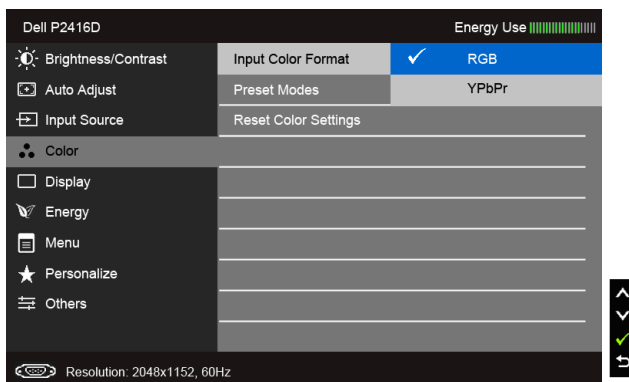 Dell P2416D Energy Use
Brightness/Contrast Input Color Format RGB
Auto Adjust Preset Modes YPbPr
Input Source Reset Color Settings
Color
Display
Energy
Menu
Personalize
Others
Resolution: 2048x1152, 60Hz